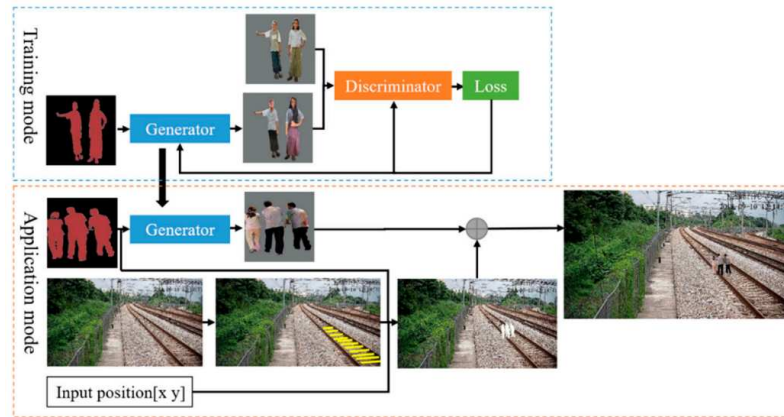 Training mode
Generator
Discriminator
Loss
Application mode
Generator
Input position[x y]